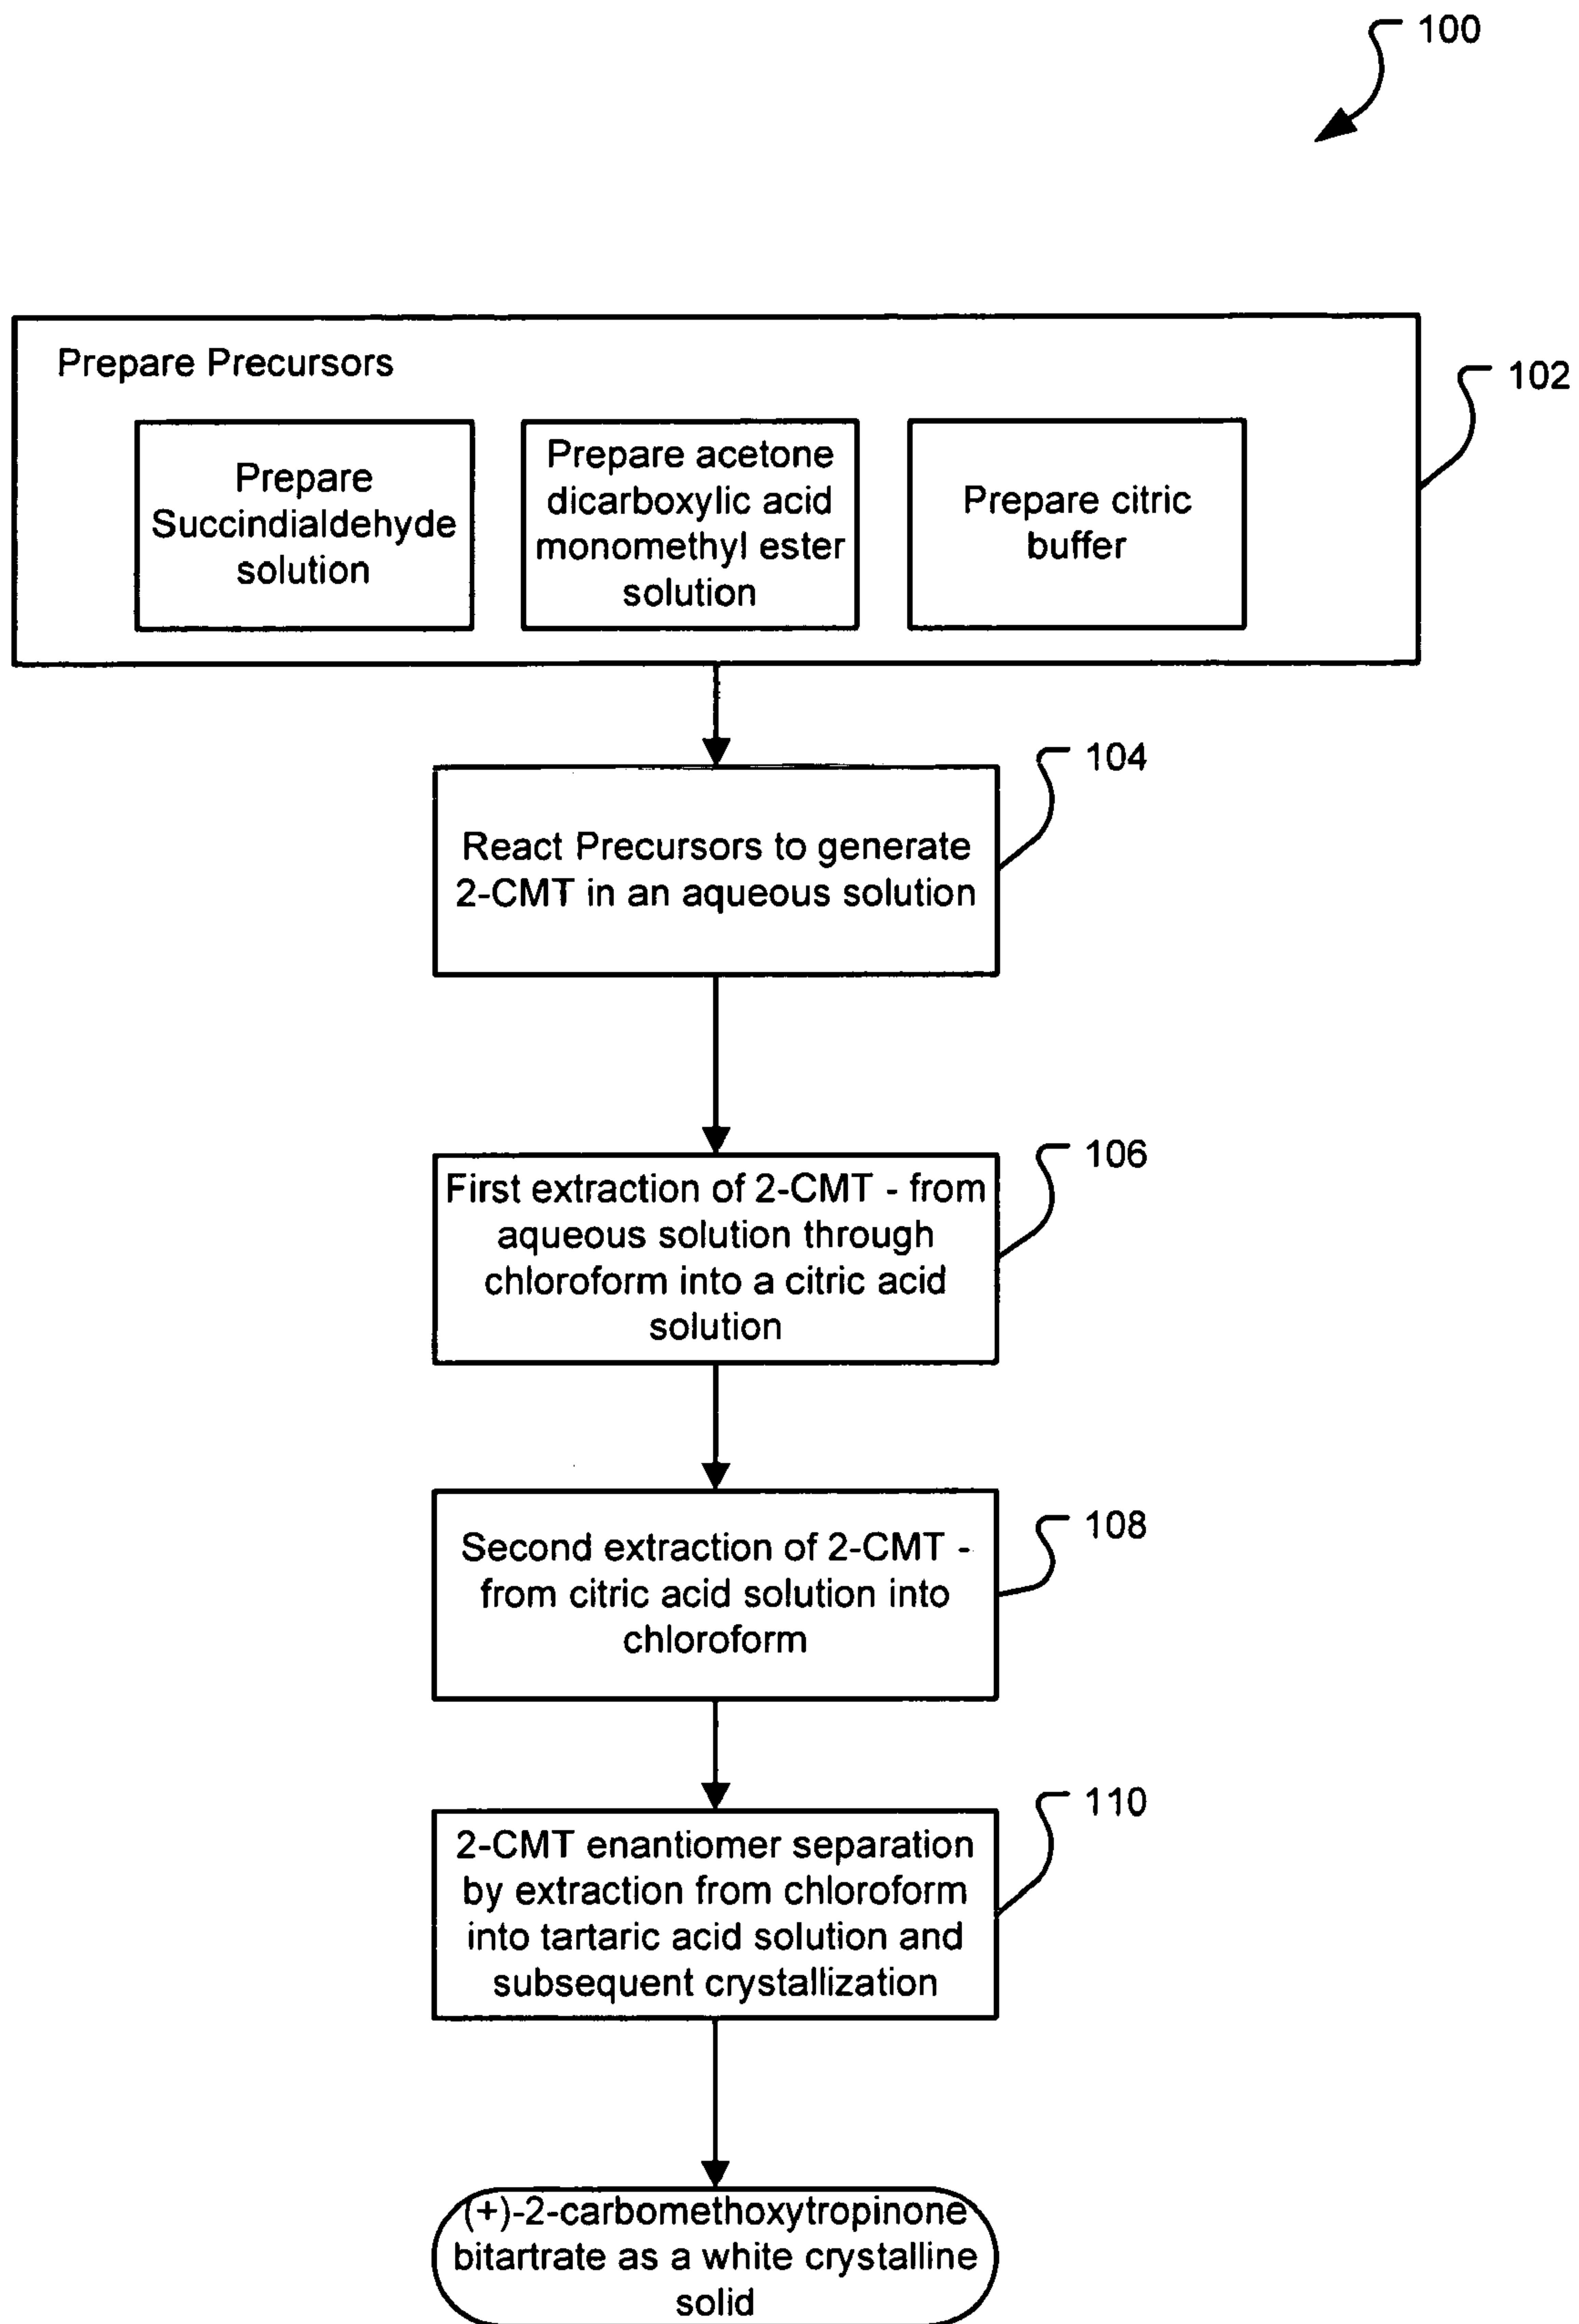 100
Prepare Precursors
102
Prepare
Succindialdehyde
solution
Prepare acetone
dicarboxylic acid
monomethyl ester
solution
Prepare citric
buffer
104
React Precursors to generate
2-CMT in an aqueous solution
106
First extraction of 2-CMT - from
aqueous solution through
chloroform into a citric acid
solution
108
Second extraction of 2-CMT -
from citric acid solution into
chloroform
110
2-CMT enantiomer separation
by extraction from chloroform
into tartaric acid solution and
subsequent crystallization
(+)-2-carbomethoxytropinone
bitartrate as a white crystalline
solid